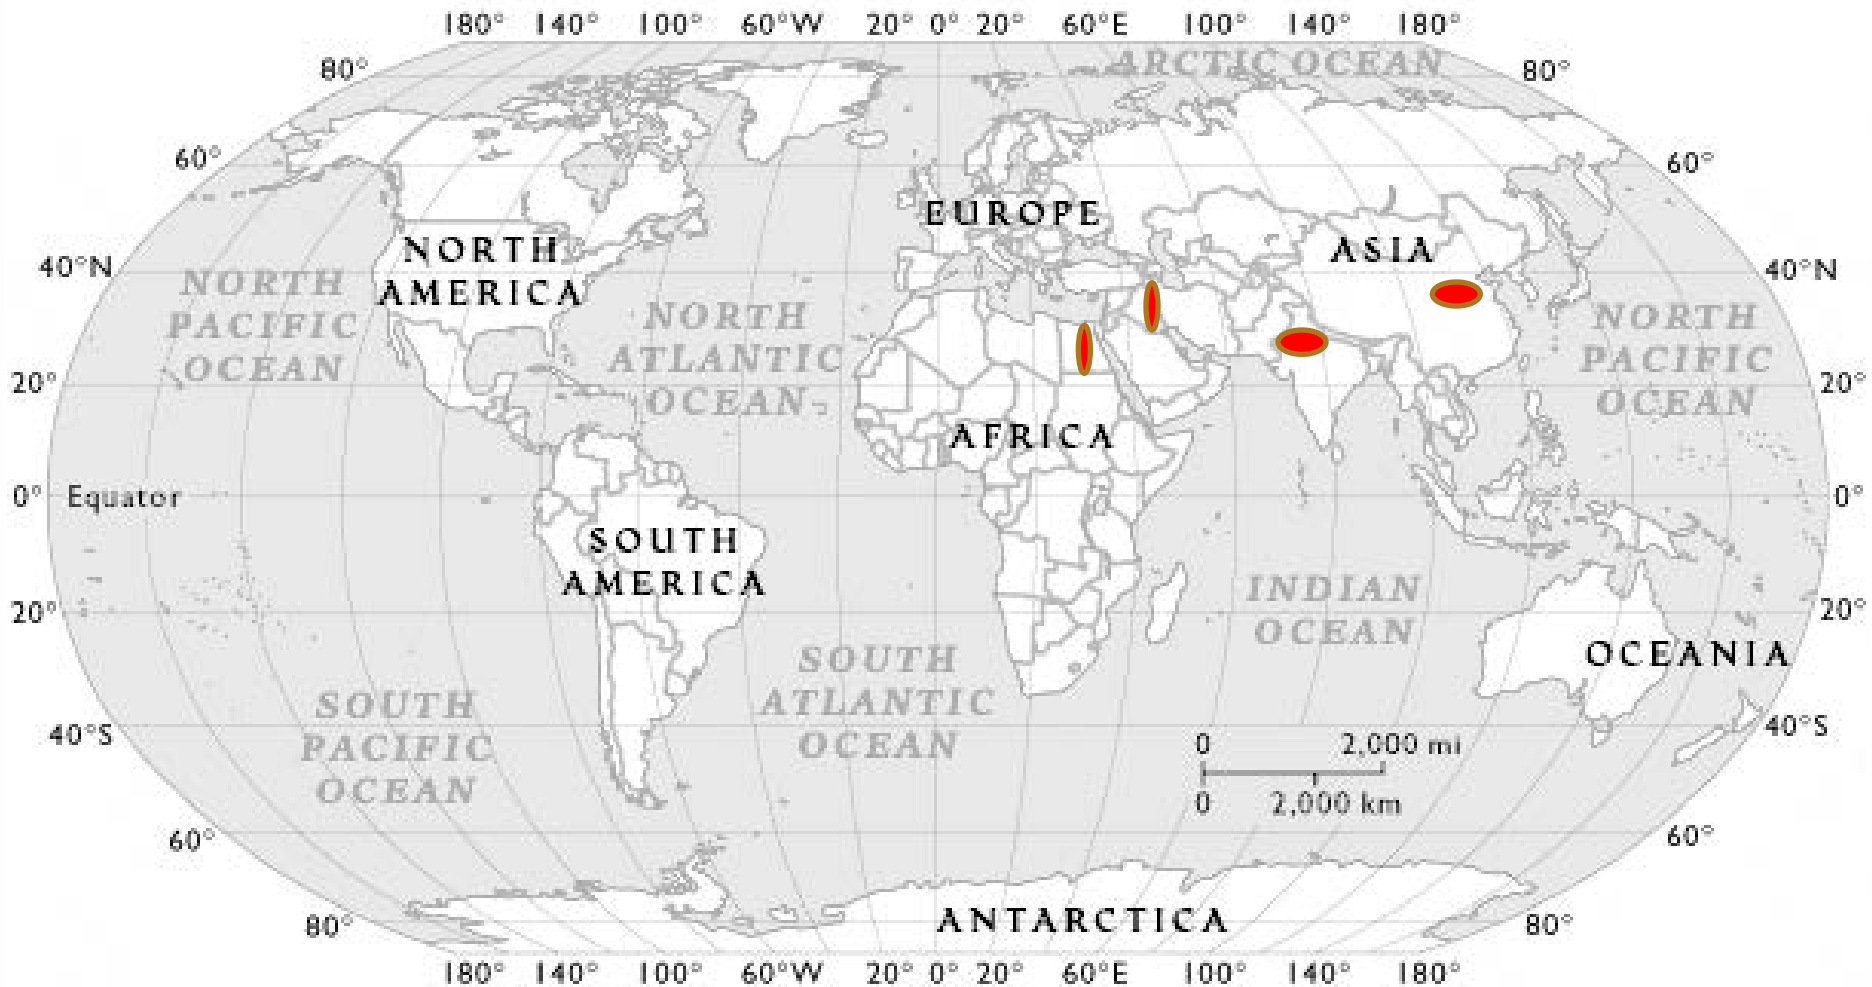 180° 140° 100° 60°W 20° 0° 20° 60°E 100° 140° 180°
ARCTIC OCEAN
80° 80°
60° 60°
EUROPE
NORTH
AMERICA
ASIA
40°N 40°N
NORTH
PACIFIC
OCEAN
NORTH
ATLANTIC
OCEAN
NORTH
PACIFIC
OCEAN
20° 20°
AFRICA
0° Equator 0°
SOUTH
AMERICA
INDIAN
OCEAN
20° 20°
OCEANIA
SOUTH
ATLANTIC
OCEAN
SOUTH
PACIFIC
OCEAN
40°S 40°S
0 2,000 mi
0 2,000 km
60° 60°
ANTARCTICA
80° 80°
180° 140° 100° 60°W 20° 0° 20° 60°E 100° 140° 180°